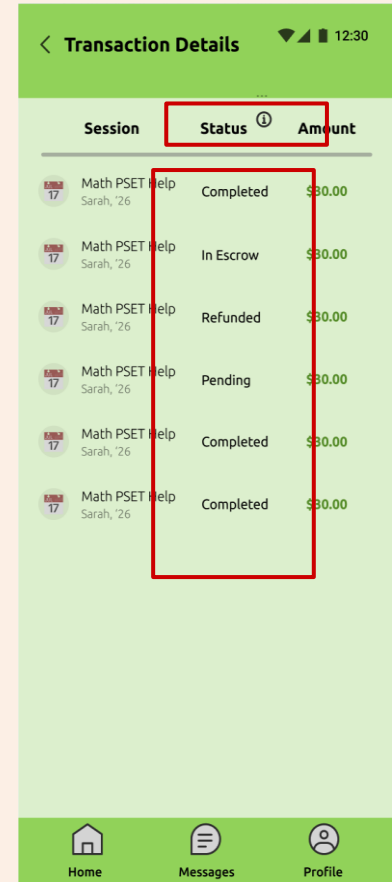 12:30
Transaction Details
...
Session Status Amount
Math PSET Help Completed $30.00
17 Sarah, '26
Math PSET Help In Escrow $30.00
17 Sarah, '26
Math PSET Help Refunded $30.00
17 Sarah, '26
Math PSET Help Pending $30.00
17 Sarah, '26
Math PSET Help Completed $30.00
17 Sarah, '26
Math PSET Help Completed $30.00
17 Sarah, '26
Home Messages Profile